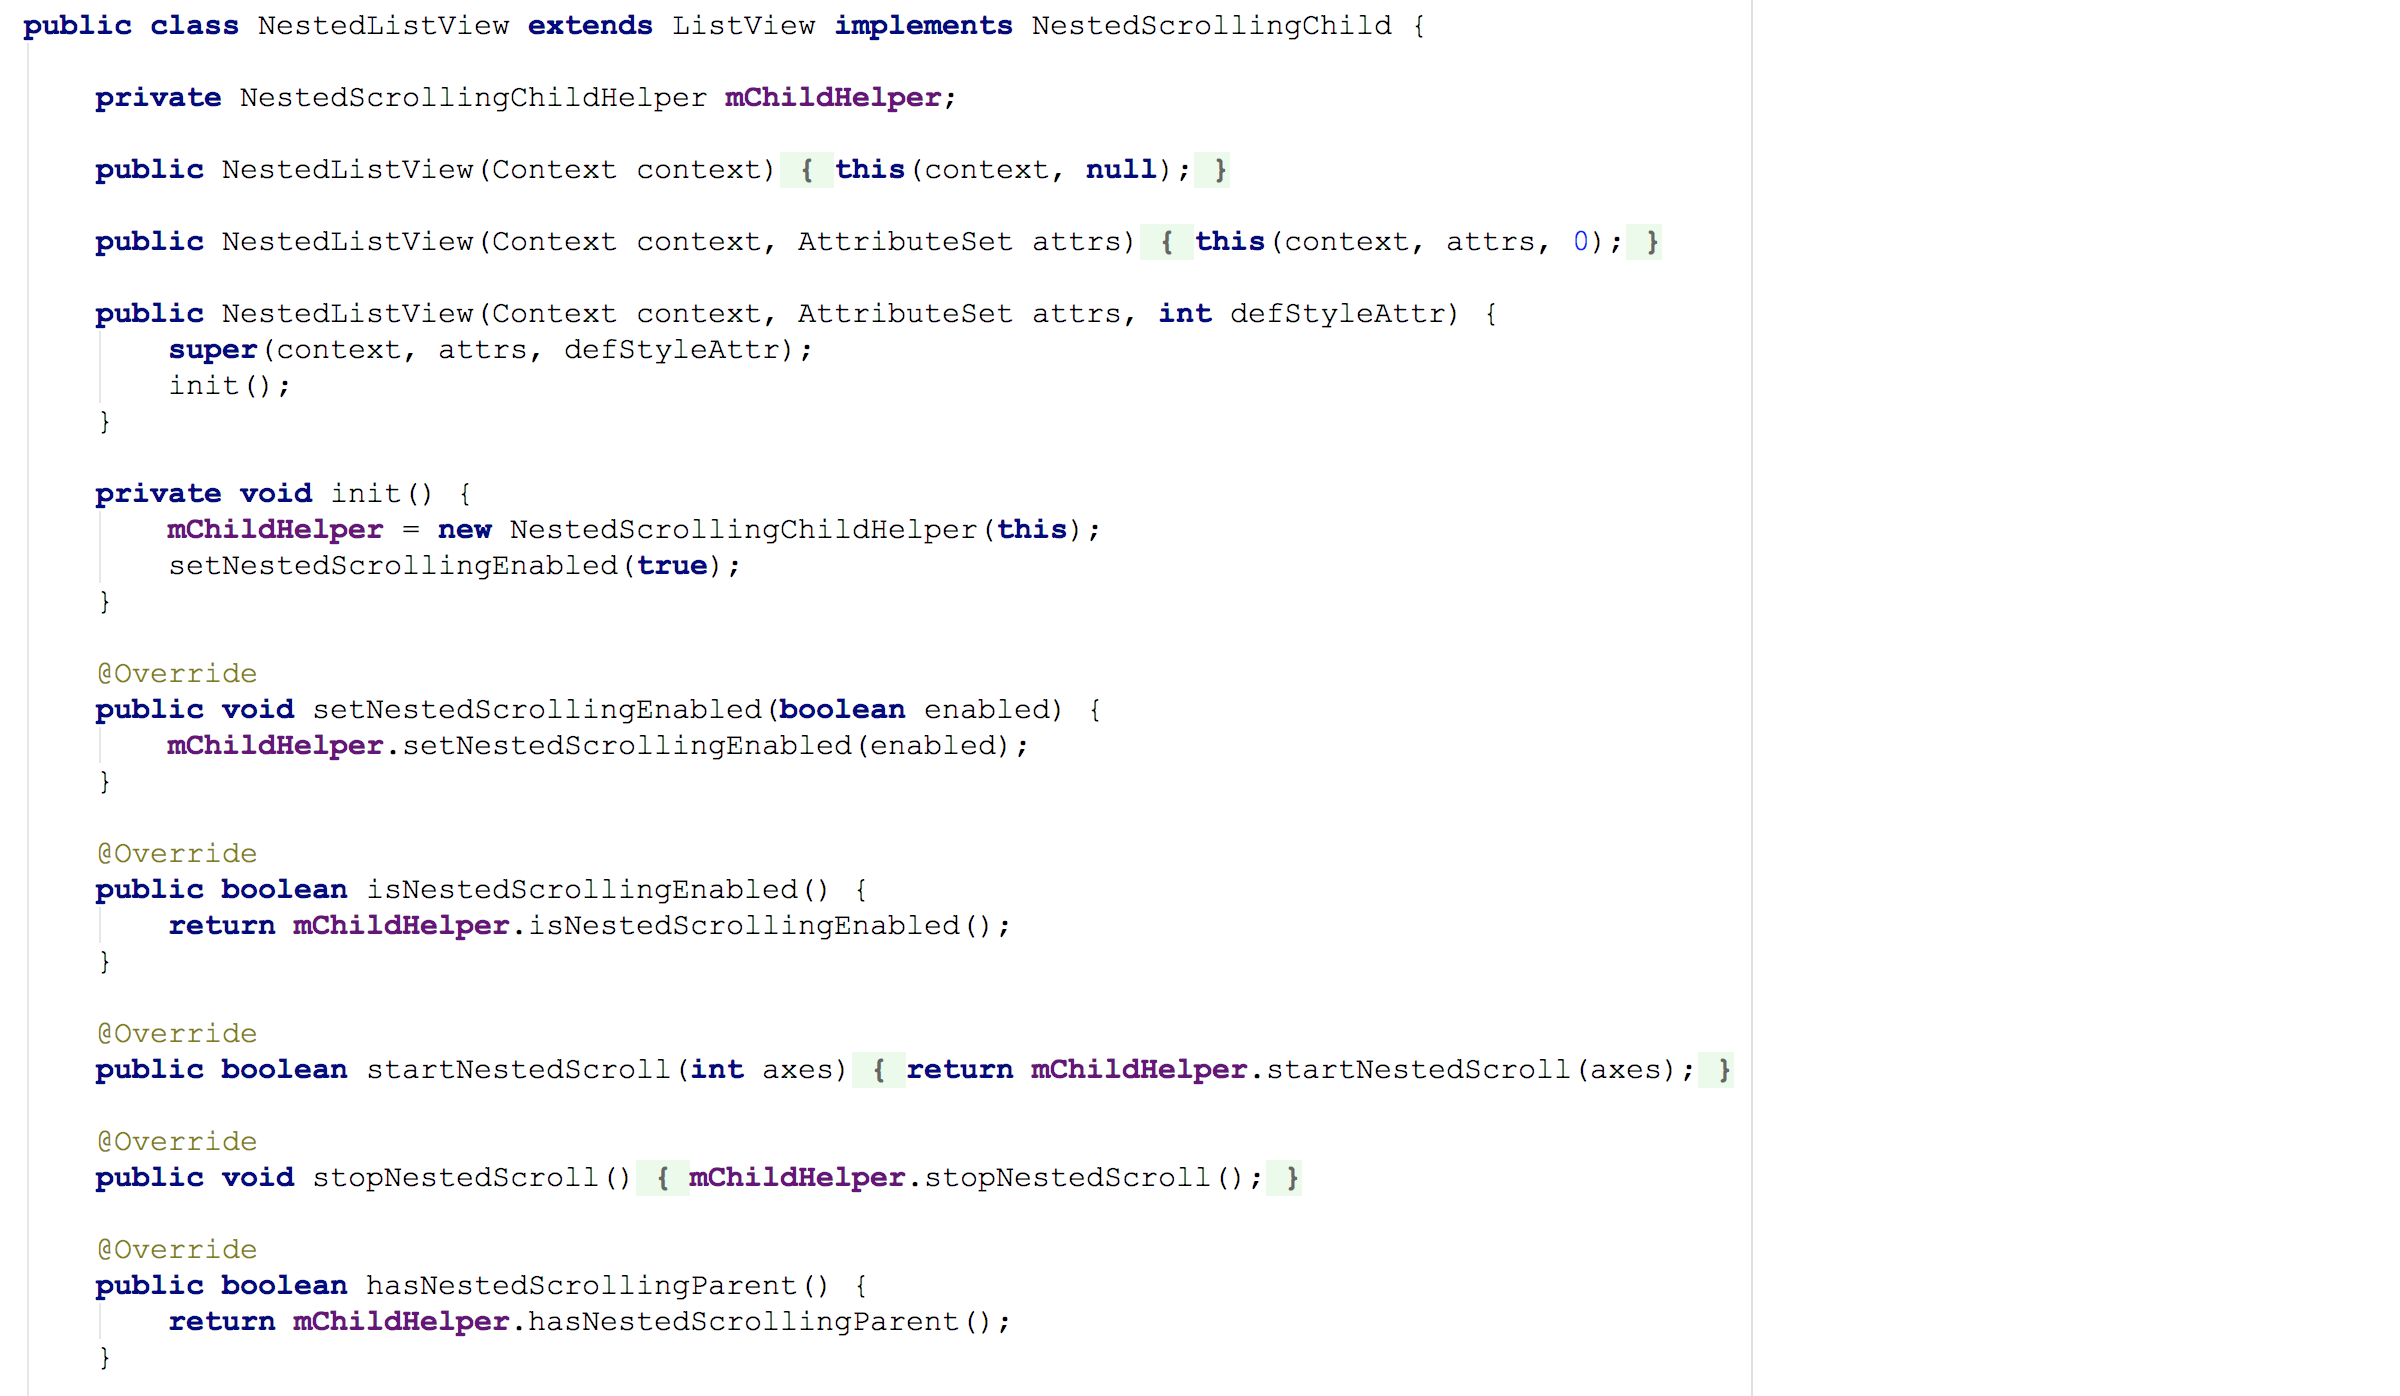 public class NestedListView extends ListView implements NestedScrollingChild {
private NestedScrollingChildHelper mChildHelper;
public NestedListView(Context context) { this(context, null); }
public NestedListView(Context context, AttributeSet attrs) { this(context, attrs, 0); }
public NestedListView(Context context, AttributeSet attrs, int defStyleAttr) {
super(context, attrs, defStyleAttr);
init();
}
private void init() {
mChildHelper = new NestedScrollingChildHelper(this);
setNestedScrollingEnabled(true);
}
@Override
public void setNestedScrollingEnabled(boolean enabled) {
mChildHelper.setNestedScrollingEnabled(enabled);
}
@Override
public boolean isNestedScrollingEnabled() {
return mChildHelper.isNestedScrollingEnabled();
}
@Override
public boolean startNestedScroll(int axes) { return mChildHelper.startNestedScroll(axes); }
@Override
public void stopNestedScroll() { mChildHelper.stopNestedScroll(); }
@Override
public boolean hasNestedScrollingParent() {
return mChildHelper.hasNestedScrollingParent();
}